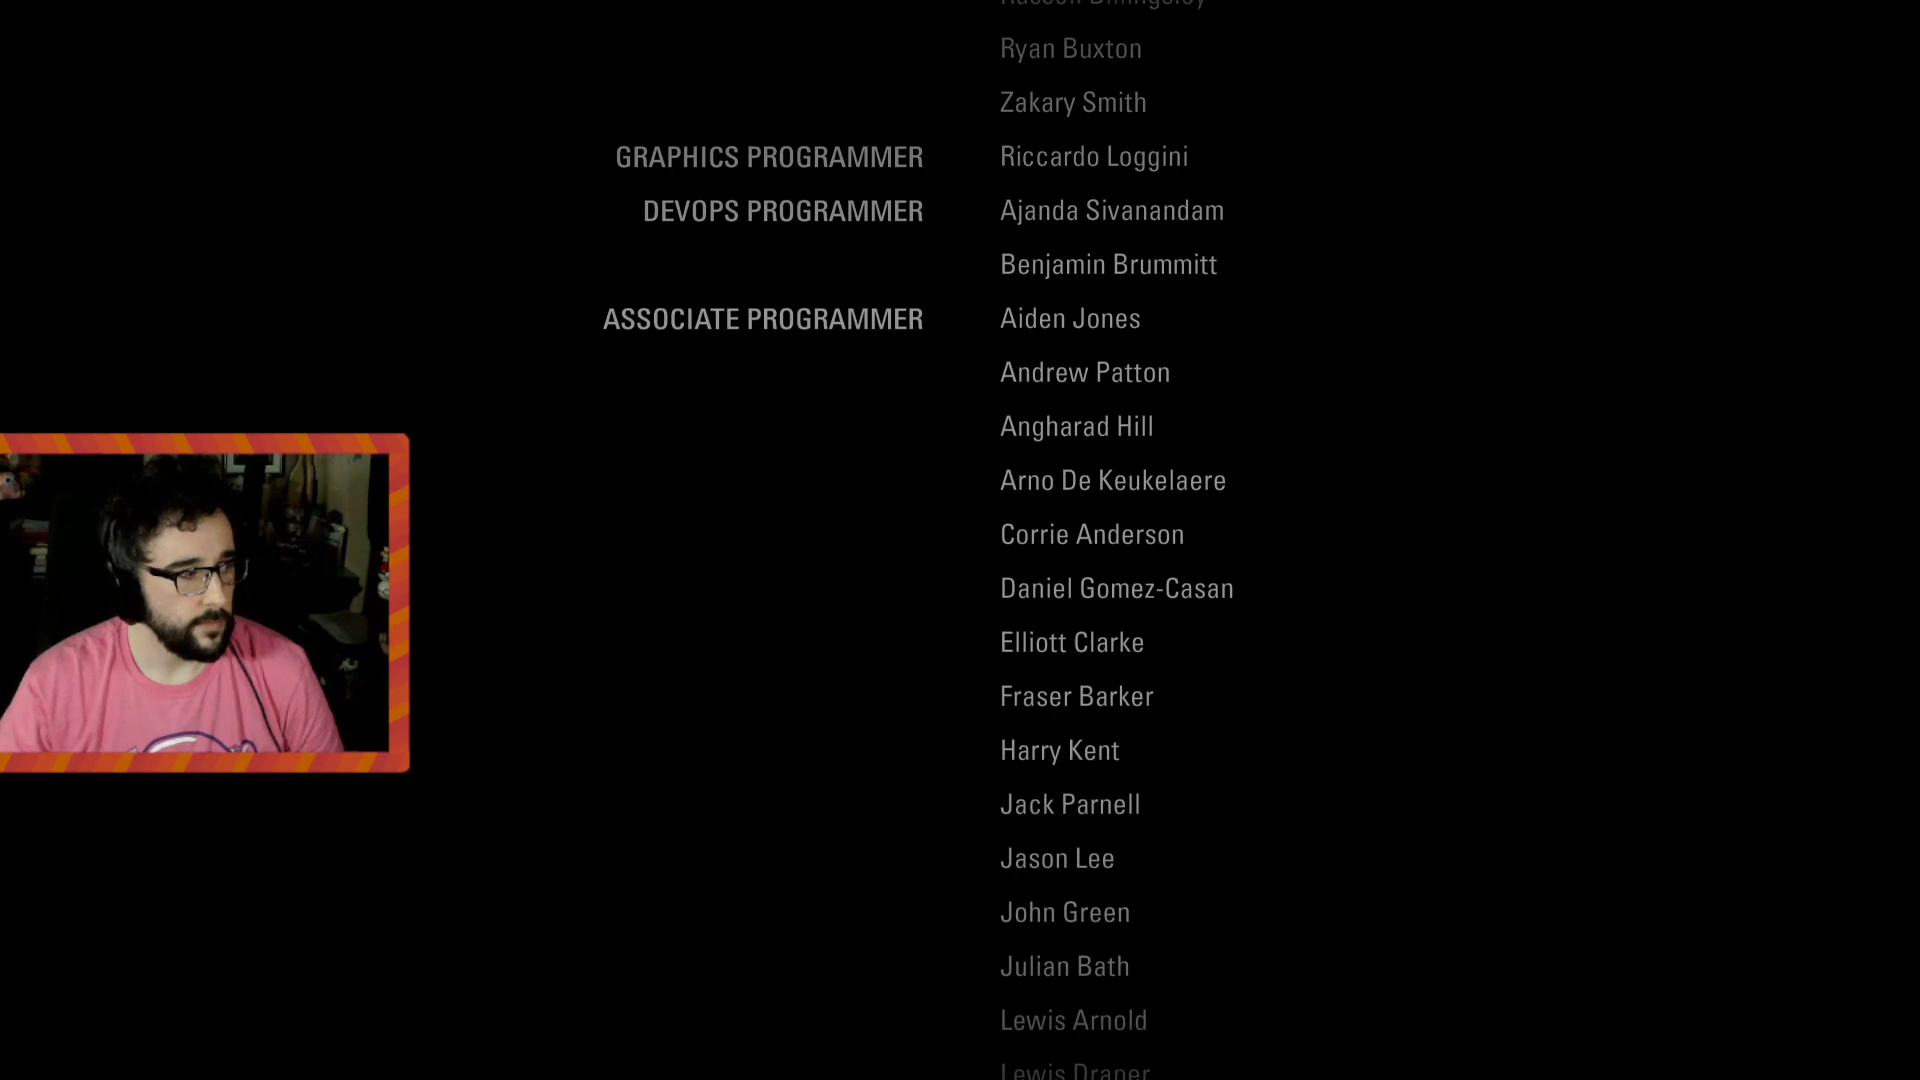 Ryan Buxton
Zakary Smith
GRAPHICS PROGRAMMER Riccardo Loggini
DEVOPS PROGRAMMER Ajanda Sivanandam
Benjamin Brummitt
ASSOCIATE PROGRAMMER Aiden Jones
Andrew Patton
Angharad Hill
Arno De Keukelaere
Corrie Anderson
Daniel Gomez-Casan
Elliott Clarke
Fraser Barker
Harry Kent
Jack Parnell
Jason Lee
John Green
Julian Bath
Lewis Arnold
Lewis Draper